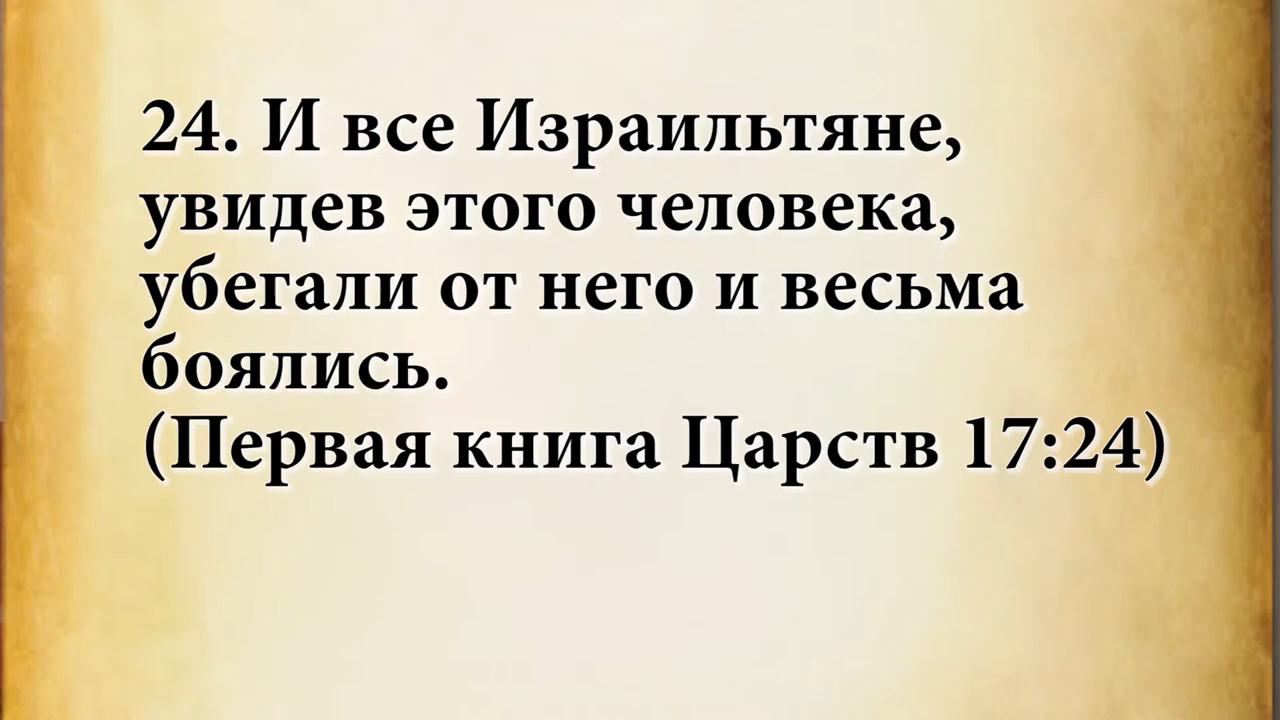 24. И все Израильтяне,
увидев этого человека,
убегали от него и весьма
боялись.
(Первая книга Царств 17:24)